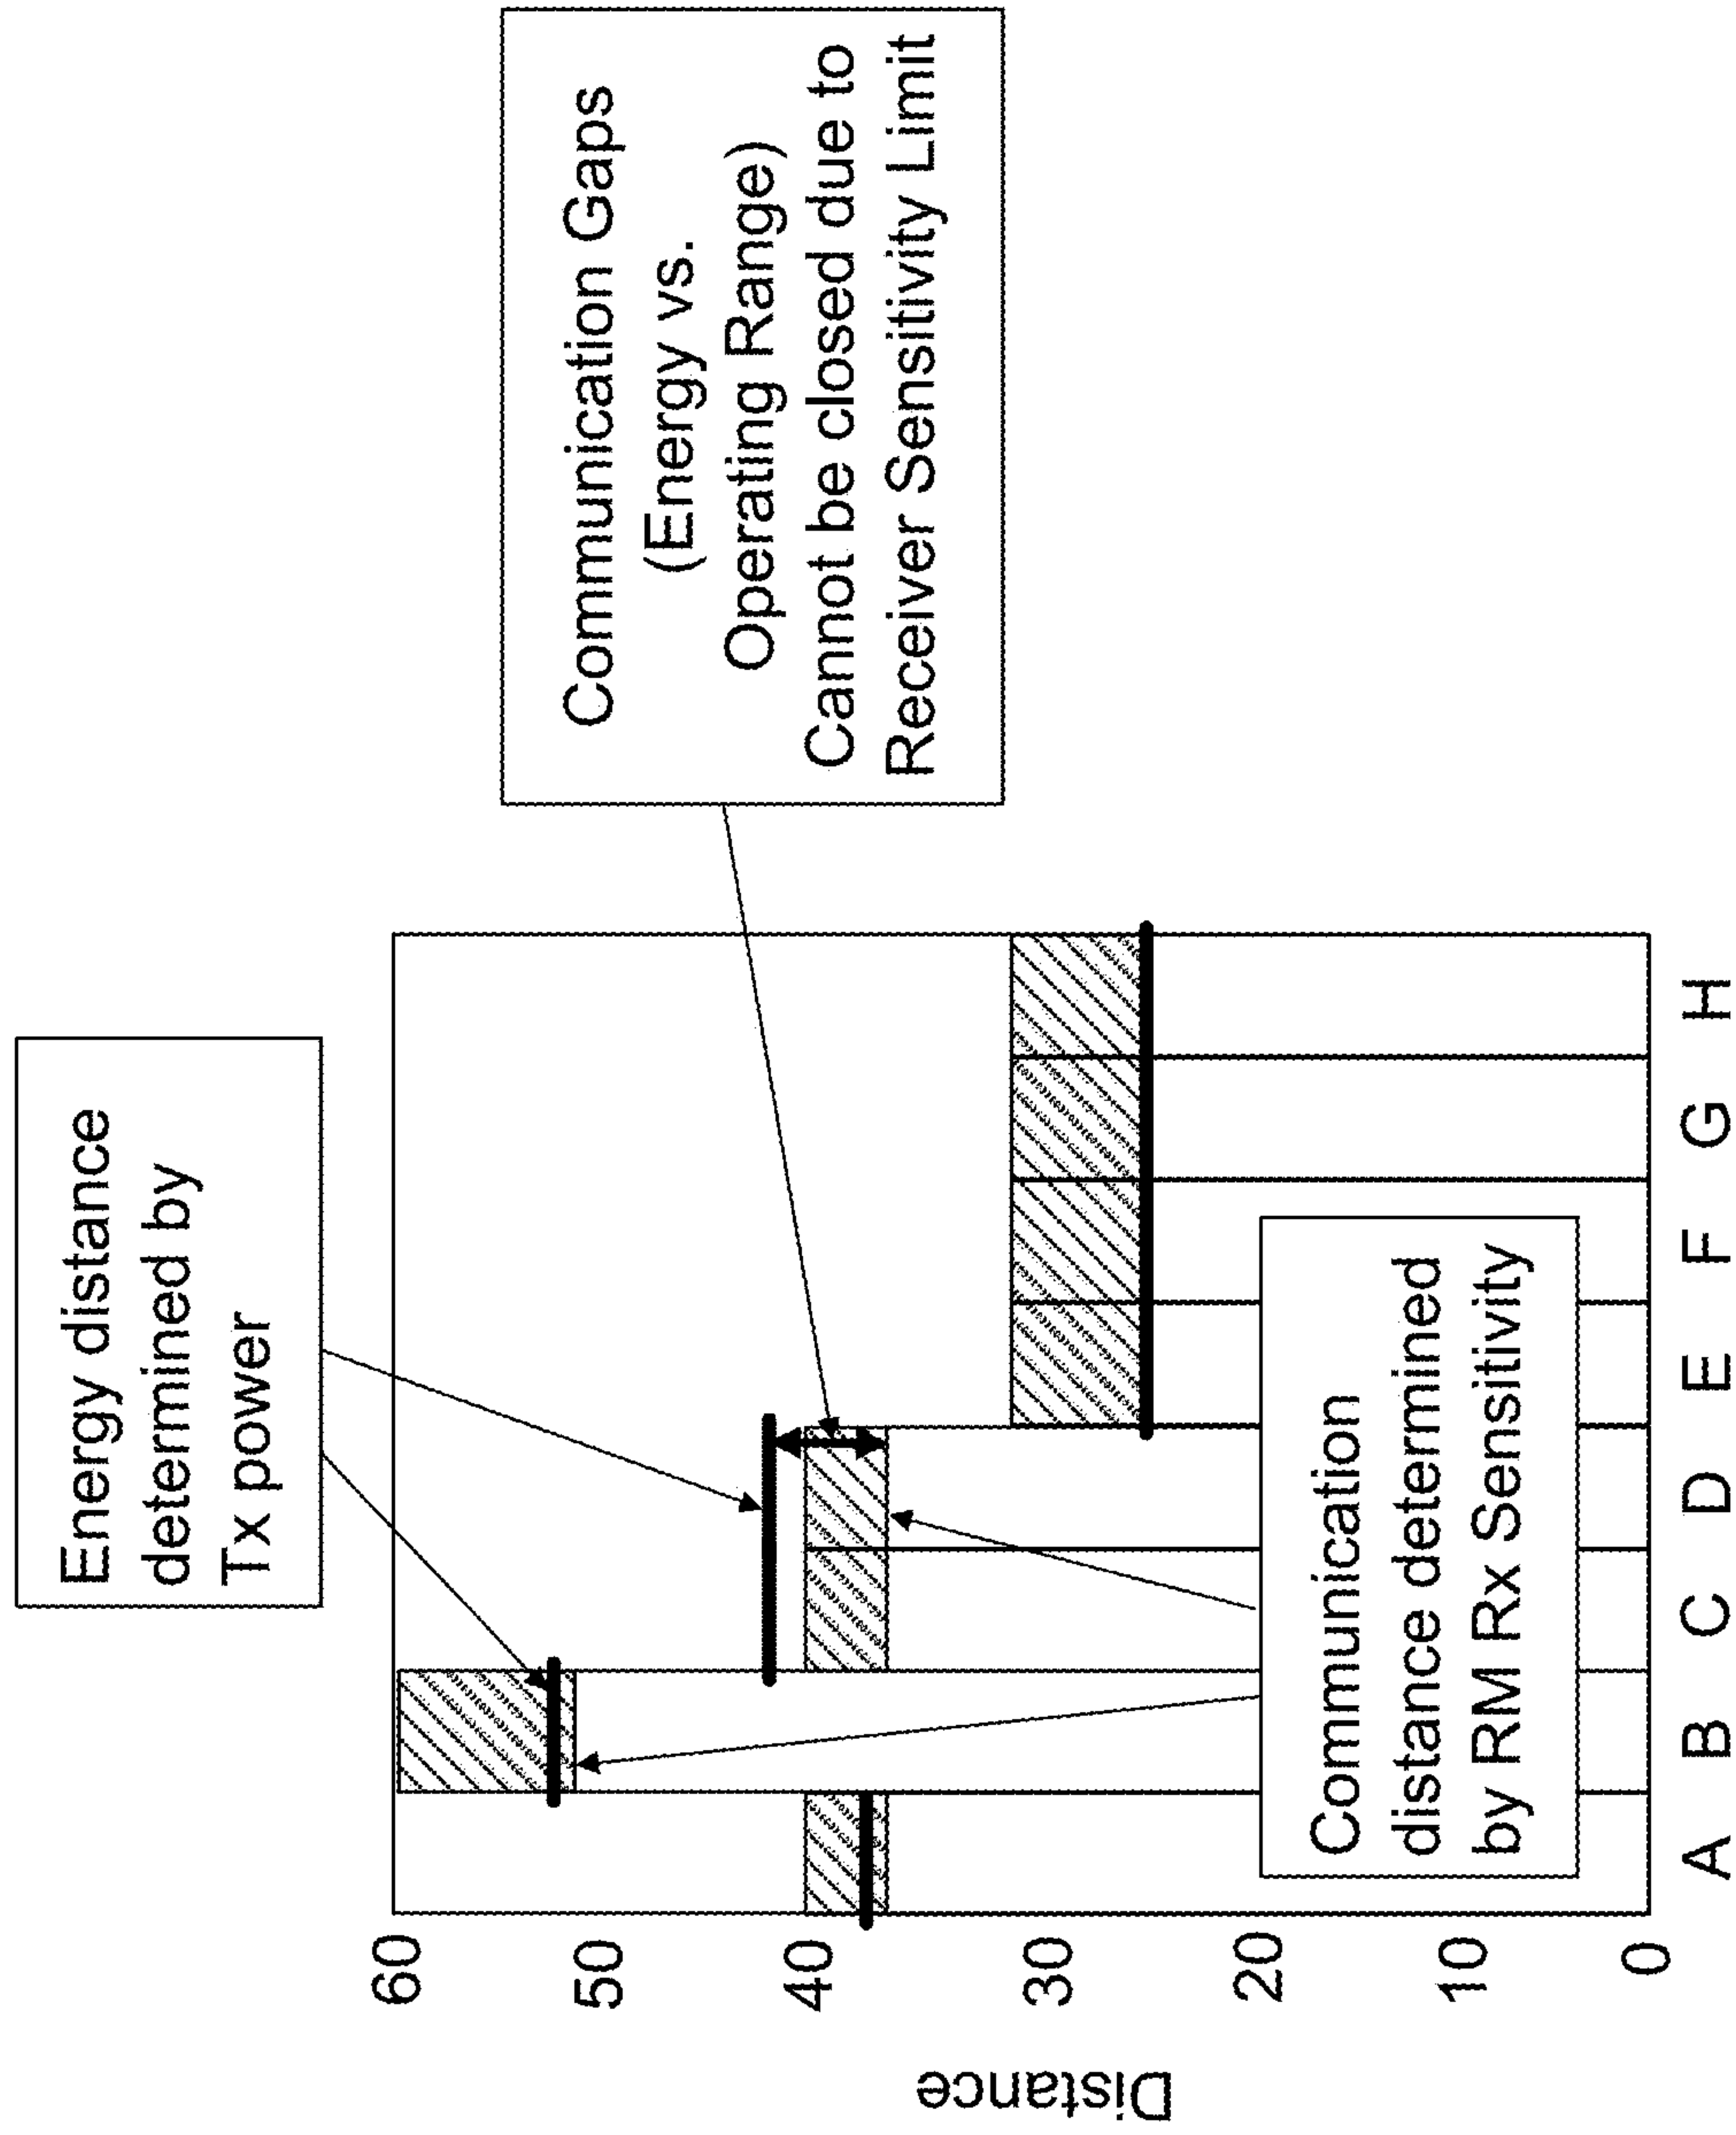 Energy distance
determined by
Tx power
Communication Gaps
(Energy vs.
Operating Range)
Cannot be closed due to
Receiver Sensitivity Limit
Distance
60
50
40
30
20
10
0
Communication
distance determined
by RM Rx Sensitivity
A B C D E F G H